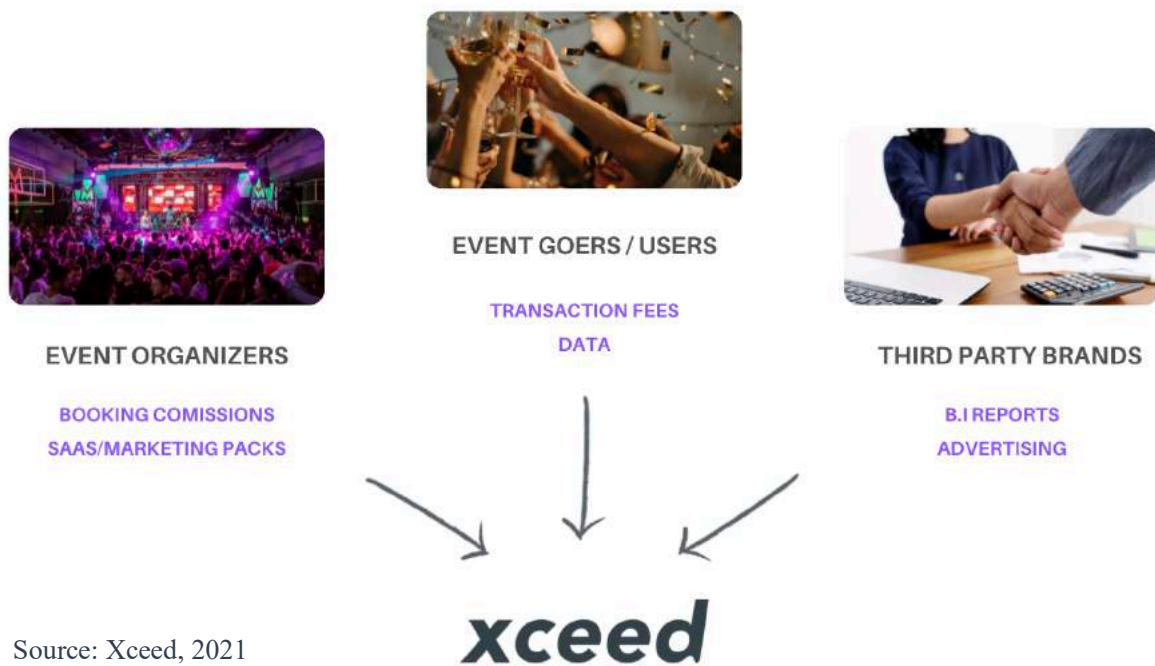 EVENT GOERS / USERS
TRANSACTION FEES
DATA
EVENT ORGANIZERS
BOOKING COMISSIONS
SAAS/MARKETING PACKS
THIRD PARTY BRANDS
B.I REPORTS
ADVERTISING
xceed
Source: Xceed, 2021